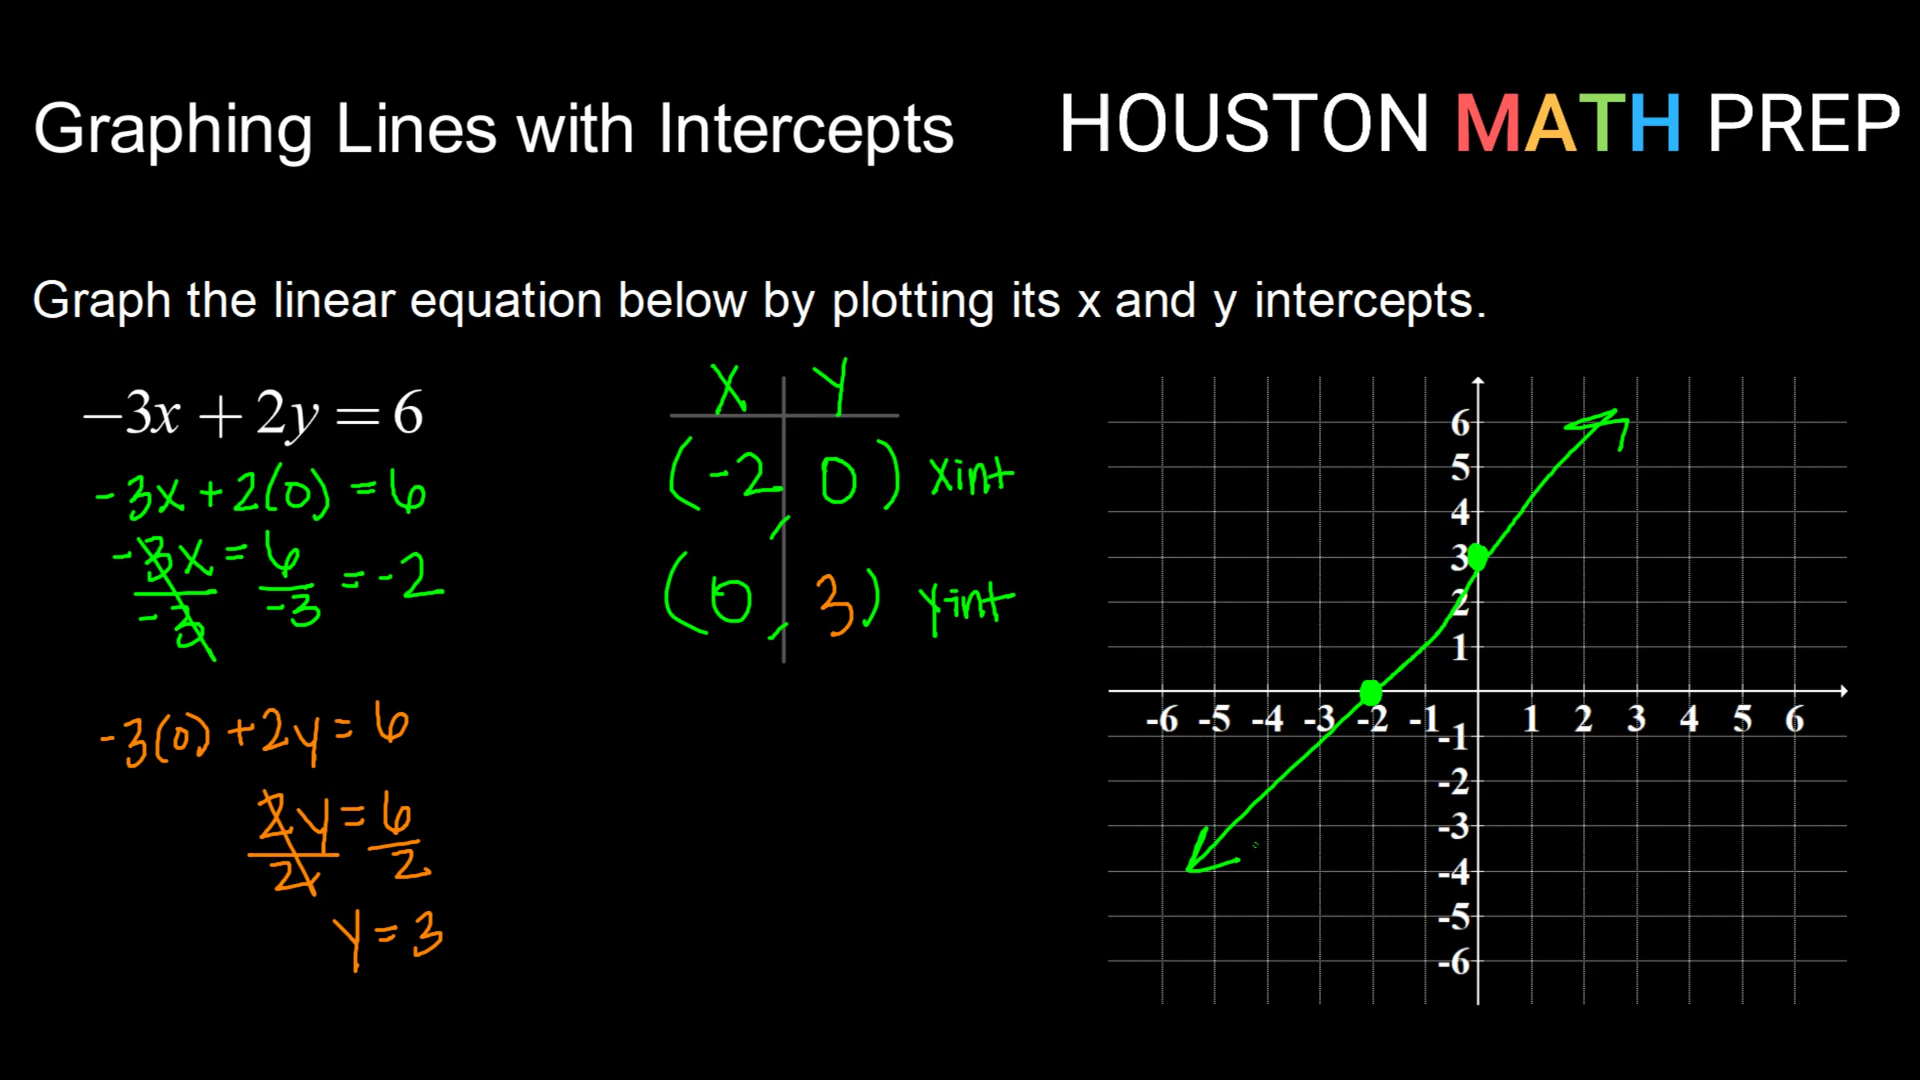 Graphing Lines with Intercepts
HOUSTON MATH PREP
Graph the linear equation below by plotting its x and y intercepts.
−3x + 2y = 6
-3x + 2(0) = 6
-3x = 6 = -2
-3 -3
-3(0) + 2y = 6
2y = 6
2 2
y = 3
X Y
(-2, 0) Xint
(0, 3) Y-int
6
5
4
3
2
1
-6 -5 -4 -3 -2 -1 1 2 3 4 5 6
-1
-2
-3
-4
-5
-6